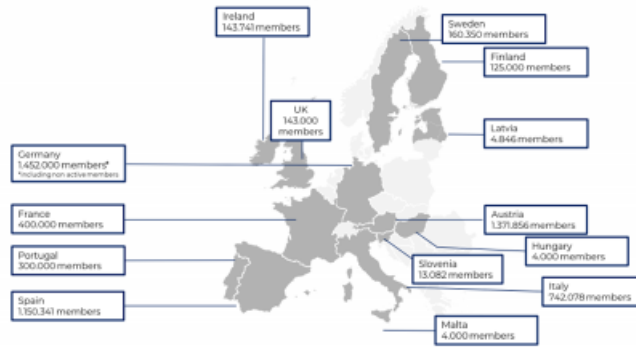 Ireland
143.741 members
Sweden
160.350 members
Finland
125.000 members
UK
143.000
members
Latvia
4.846 members
Germany
1.452.000 members*
*including non active members
France
400.000 members
Austria
1.371.856 members
Hungary
4.000 members
Portugal
300.000 members
Slovenia
13.082 members
Italy
742.078 members
Spain
1.150.341 members
Malta
4.000 members